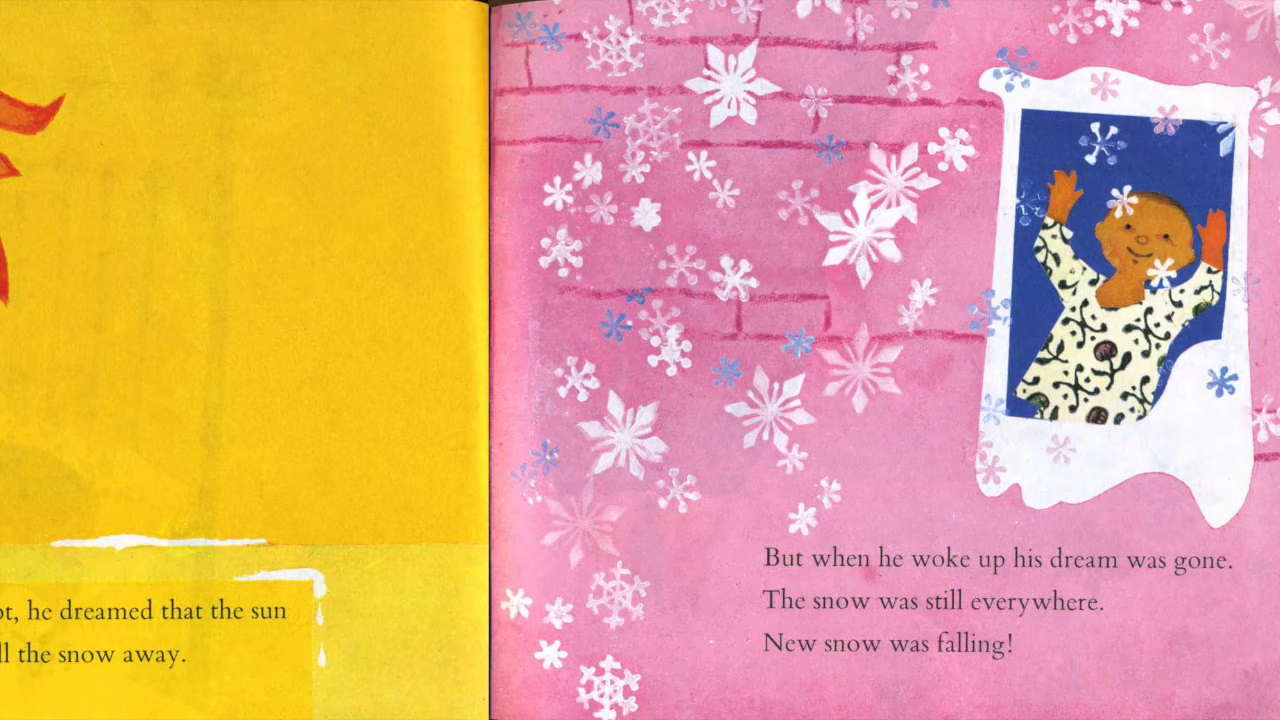 he dreamed that the sun
the snow away.
But when he woke up his dream was gone.
The snow was still everywhere.
New snow was falling!